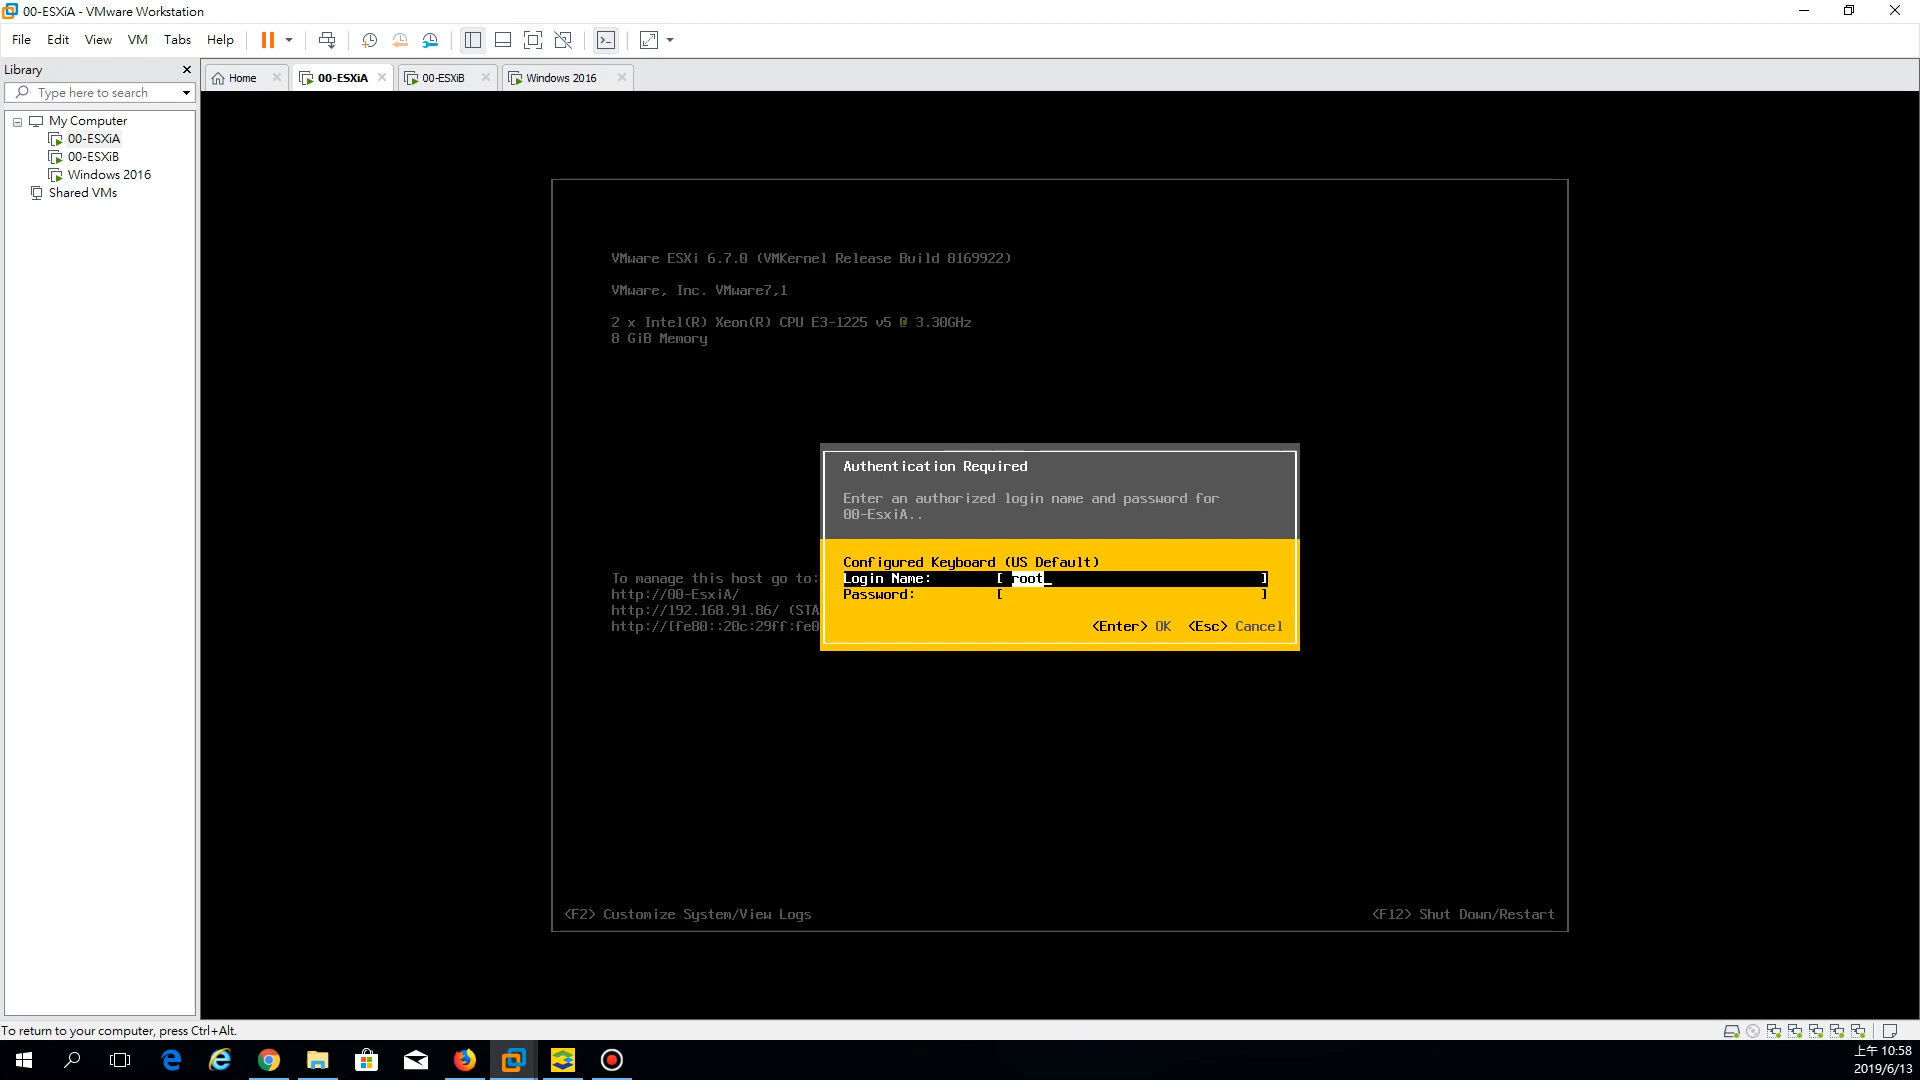 00-ESXiA - VMware Workstation
File Edit View VM Tabs Help
Library
Type here to search
Home 00-ESXiA 00-ESXiB Windows 2016
My Computer
00-ESXiA
00-ESXiB
Windows 2016
Shared VMs
VMware ESXi 6.7.0 (VMKernel Release Build 8169922)
VMware, Inc. VMware7,1
2 x Intel(R) Xeon(R) CPU E3-1225 v5 @ 3.30GHz
8 GiB Memory
Authentication Required
Enter an authorized login name and password for
00-EsxiA..
Configured Keyboard (US Default)
Login Name: [ root_ ]
Password: [ ]
<Enter> OK <Esc> Cancel
To manage this host go to:
http://00-EsxiA/
http://192.168.91.86/ (STA
http://[fe80::20c:29ff:fe0
<F2> Customize System/View Logs
<F12> Shut Down/Restart
To return to your computer, press Ctrl+Alt.
上午 10:58
2019/6/13